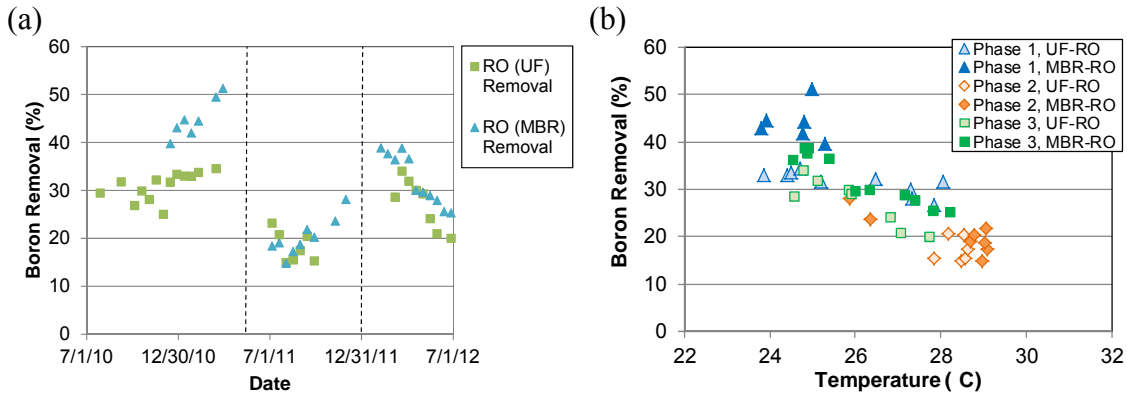 (a)
Boron Removal (%)
60
50
40
30
20
10
0
7/1/10
12/30/10
7/1/11
12/31/11
7/1/12
Date
RO (UF)
Removal
RO (MBR)
Removal
(b)
Boron Removal (%)
60
50
40
30
20
10
0
22
24
26
28
30
32
Temperature ( C)
Phase 1, UF-RO
Phase 1, MBR-RO
Phase 2, UF-RO
Phase 2, MBR-RO
Phase 3, UF-RO
Phase 3, MBR-RO